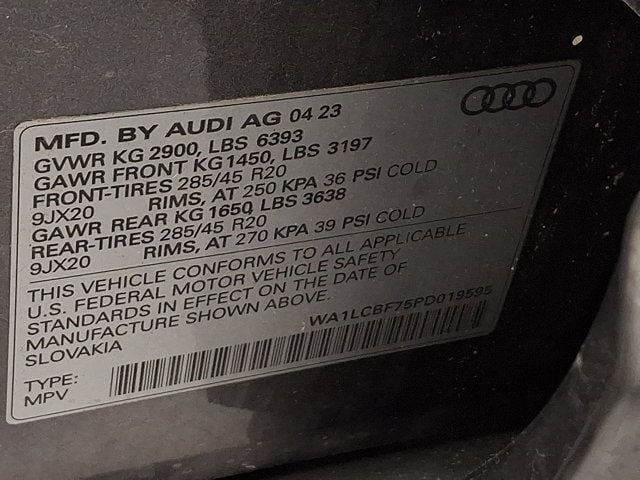 MFD. BY AUDI AG 04 23
GVWR KG 2900, LBS 6393
GAWR FRONT KG 1450, LBS 3197
FRONT-TIRES 285/45 R20
9JX20 RIMS, AT 250 KPA 36 PSI COLD
GAWR REAR KG 1650, LBS 3638
REAR-TIRES 285/45 R20
9JX20 RIMS, AT 270 KPA 39 PSI COLD
THIS VEHICLE CONFORMS TO ALL APPLICABLE
U.S. FEDERAL MOTOR VEHICLE SAFETY
STANDARDS IN EFFECT ON THE DATE OF
MANUFACTURE SHOWN ABOVE.
SLOVAKIA
WA1LCBF75PD019595
TYPE:
MPV